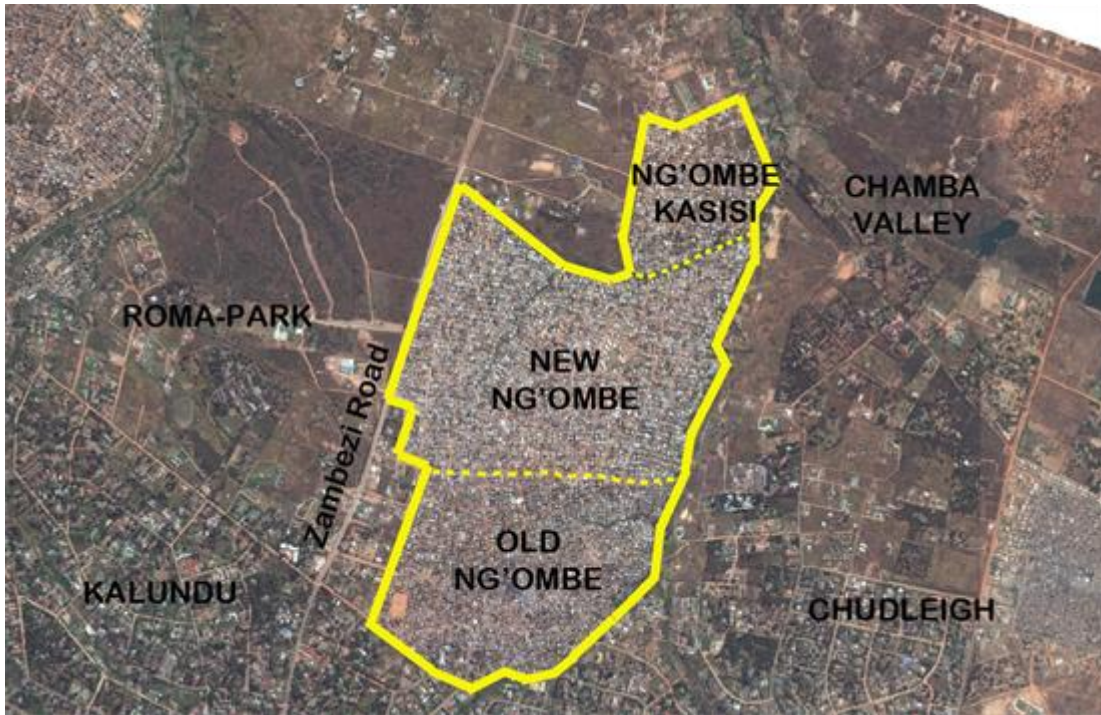 NG'OMBE
KASISI
CHAMBA
VALLEY
ROMA-PARK
NEW
NG'OMBE
Zambezi Road
OLD
NG'OMBE
KALUNDU
CHUDLEIGH